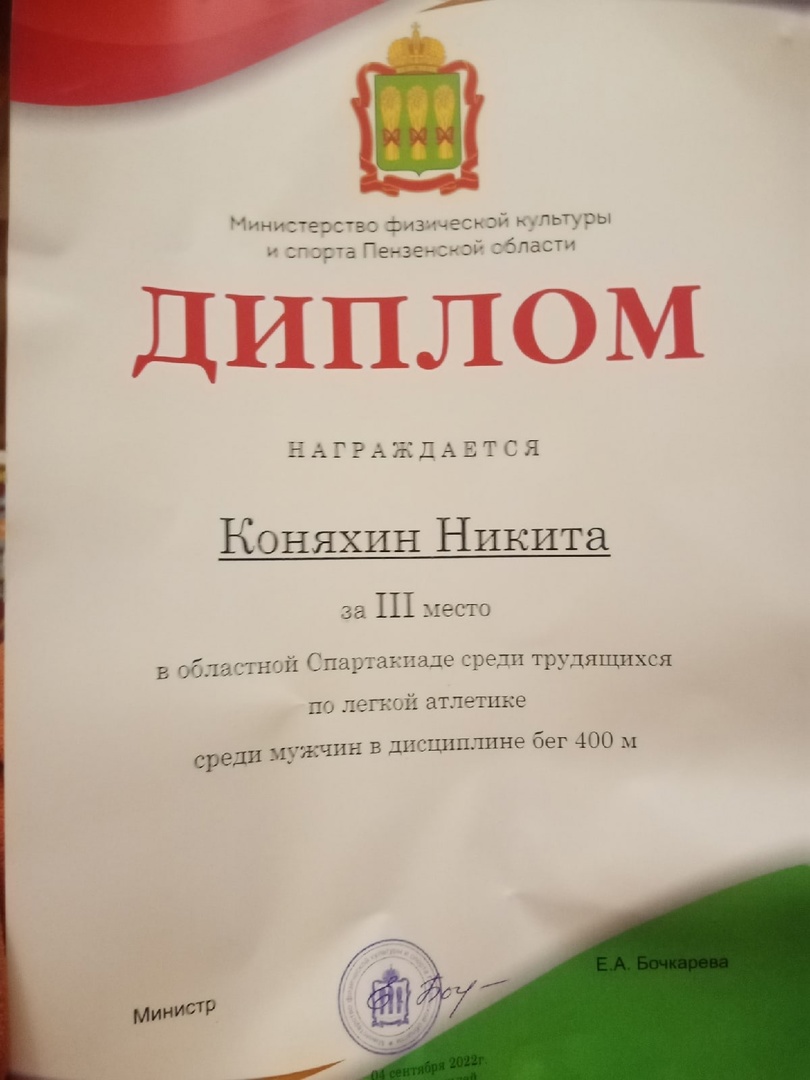 Министерство физической культуры
и спорта Пензенской области
ДИПЛОМ
НАГРАЖДАЕТСЯ
Коняхин Никита
за III место
в областной Спартакиаде среди трудящихся
по легкой атлетике
среди мужчин в дисциплине бег 400 м
Министр
Е.А. Бочкарева
04 сентября 2022г.